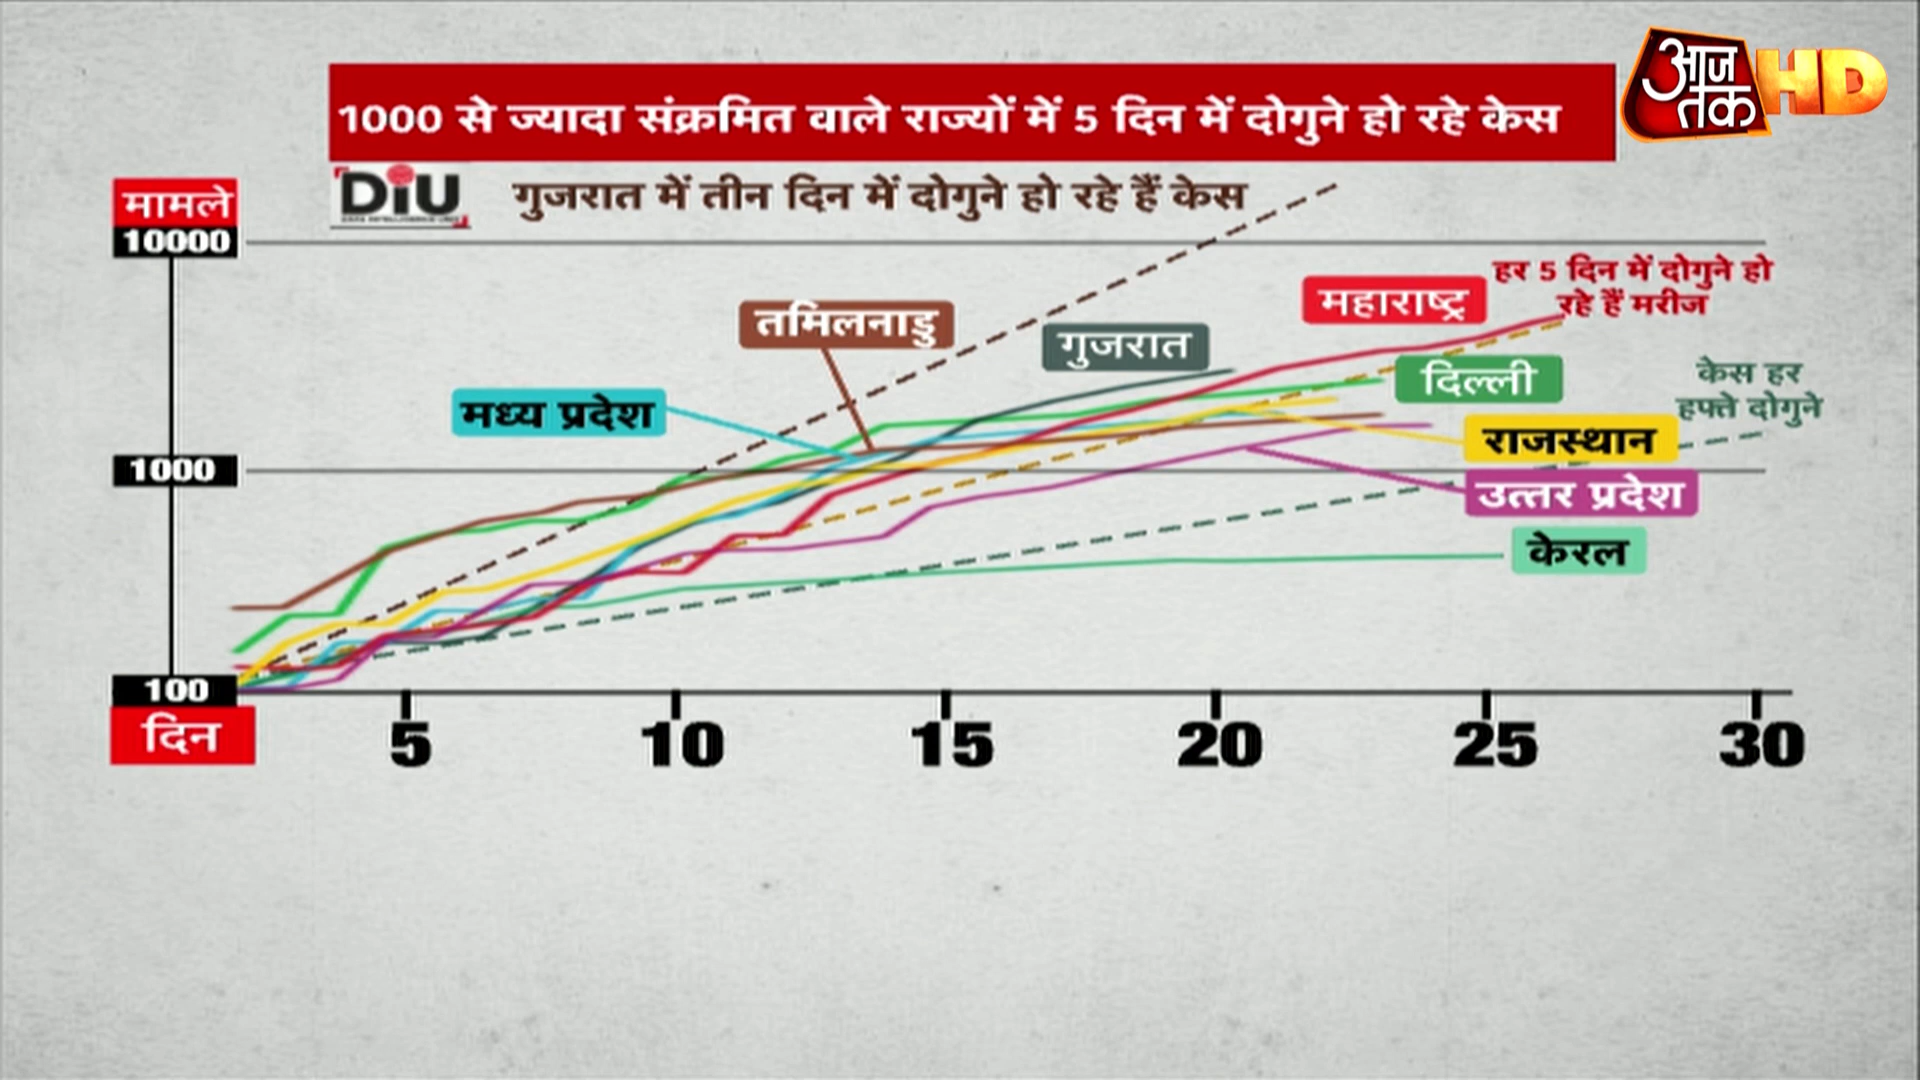 1000 से ज्यादा संक्रमित वाले राज्यों में 5 दिन में दोगुने हो रहे केस
आज
तक HD
DIU
गुजरात में तीन दिन में दोगुने हो रहे हैं केस
मामले
10000
हर 5 दिन में दोगुने हो
रहे हैं मरीज
महाराष्ट्र
तमिलनाडु
गुजरात
दिल्ली
केस हर
हफ्ते दोगुने
मध्य प्रदेश
राजस्थान
1000
उत्तर प्रदेश
केरल
100
दिन
5 10 15 20 25 30